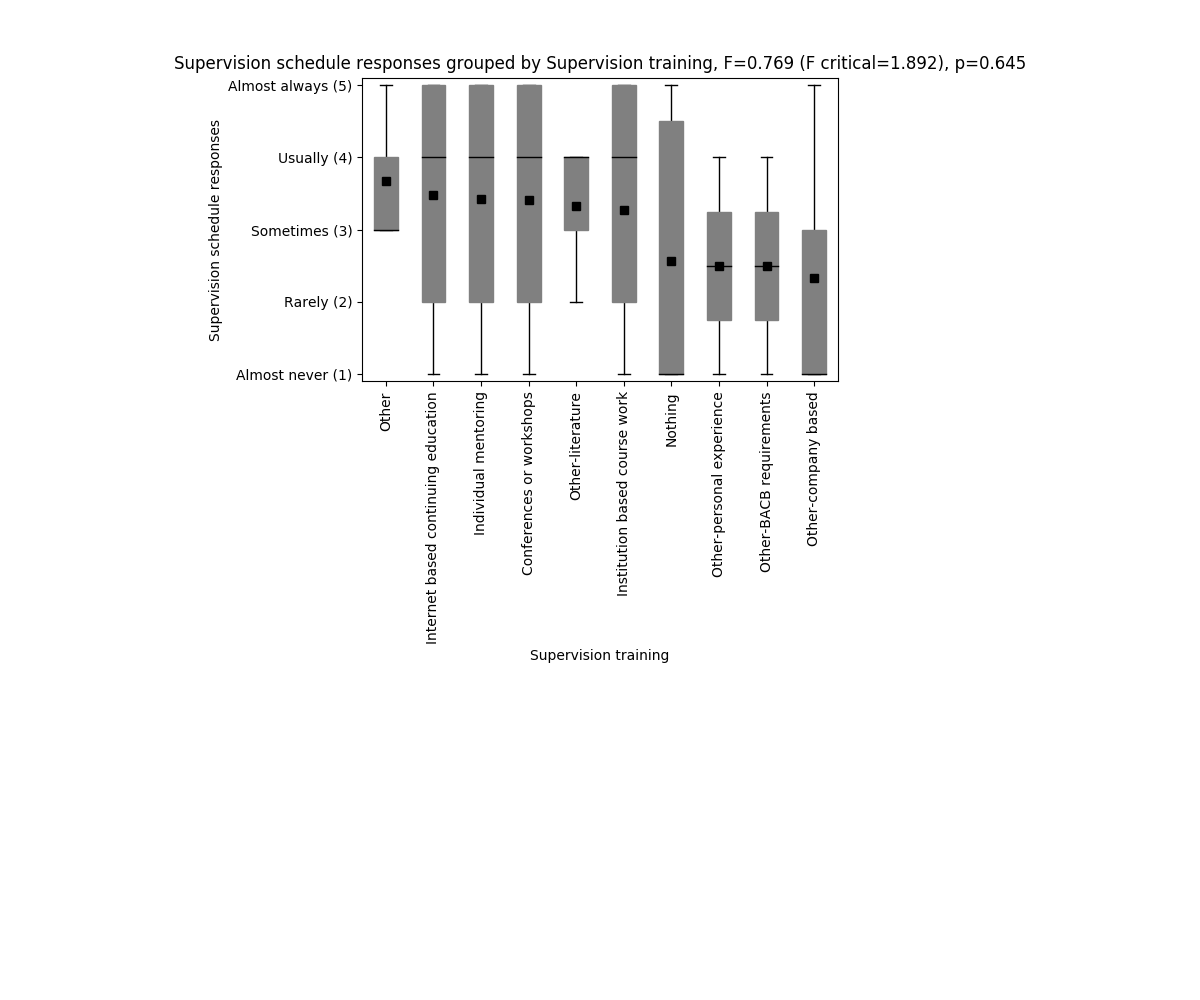 Supervision schedule responses grouped by Supervision training, F=0.769 (F critical=1.892), p=0.645
Supervision schedule responses
Almost always (5)
Usually (4)
Sometimes (3)
Rarely (2)
Almost never (1)
Other
Internet based continuing education
Individual mentoring
Conferences or workshops
Other-literature
Institution based course work
Nothing
Other-personal experience
Other-BACB requirements
Other-company based
Supervision training